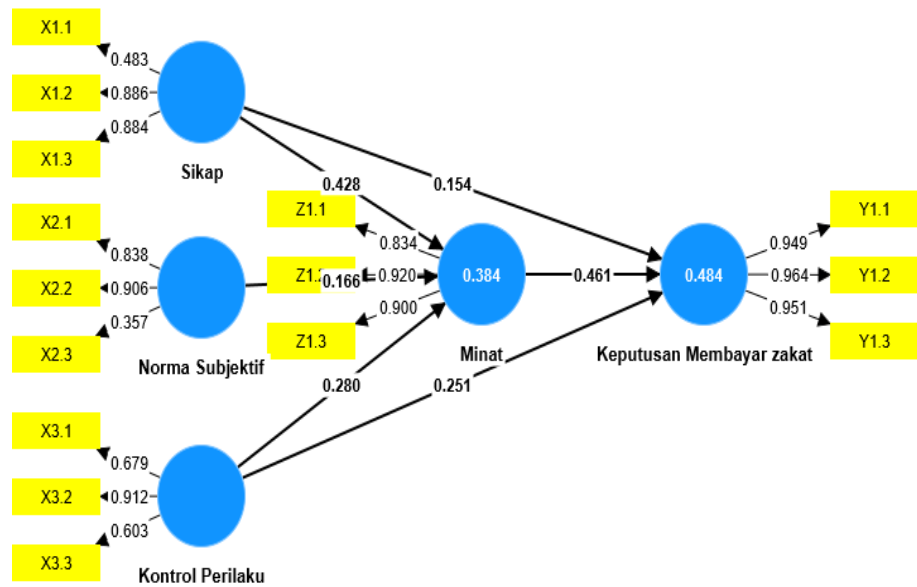 X1.1
0.483
X1.2
0.886
X1.3
0.884
Sikap
X2.1
0.838
X2.2
0.906
X2.3
0.357
Norma Subjektif
X3.1
0.679
X3.2
0.912
X3.3
0.603
Kontrol Perilaku
0.428
0.154
0.166
0.280
0.251
Z1.1
0.834
0.920
Z1.3
0.900
0.384
Minat
0.461
0.484
Keputusan Membayar zakat
Y1.1
0.949
Y1.2
0.964
Y1.3
0.951